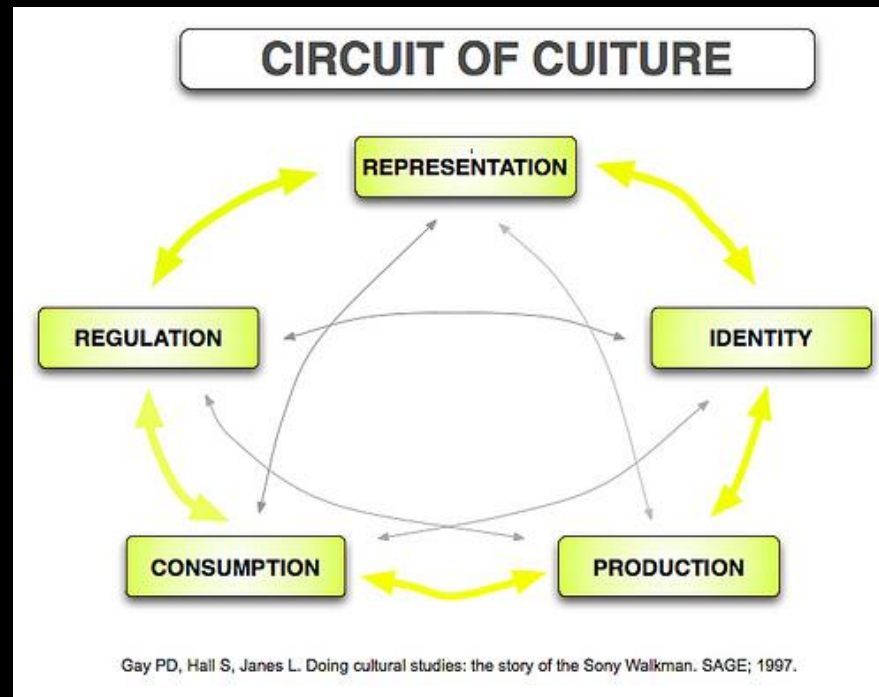 CIRCUIT OF CUITURE
REPRESENTATION
REGULATION
IDENTITY
CONSUMPTION
PRODUCTION
Gay PD, Hall S, Janes L. Doing cultural studies: the story of the Sony Walkman. SAGE; 1997.